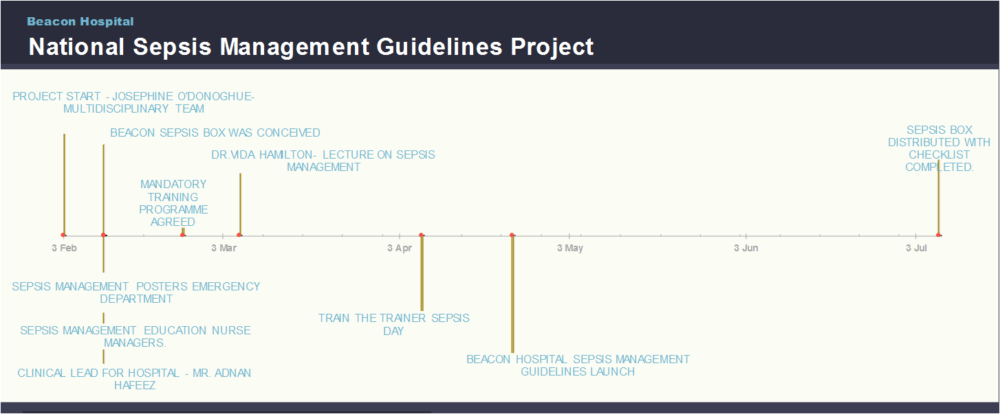 Beacon Hospital
National Sepsis Management Guidelines Project
PROJECT START - JOSEPHINE O'DONOGHUE-
MULTIDISCIPLINARY TEAM
BEACON SEPSIS BOX WAS CONCEIVED
DR.VIDA HAMILTON- LECTURE ON SEPSIS
MANAGEMENT
MANDATORY
TRAINING
PROGRAMME
AGREED
SEPSIS BOX
DISTRIBUTED WITH
CHECKLIST
COMPLETED.
3 Feb
3 Mar
3 Apr
3 May
3 Jun
3 Jul
SEPSIS MANAGEMENT POSTERS EMERGENCY
DEPARTMENT
SEPSIS MANAGEMENT EDUCATION NURSE
MANAGERS.
CLINICAL LEAD FOR HOSPITAL - MR. ADNAN
HAFEEZ
TRAIN THE TRAINER SEPSIS
DAY
BEACON HOSPITAL SEPSIS MANAGEMENT
GUIDELINES LAUNCH